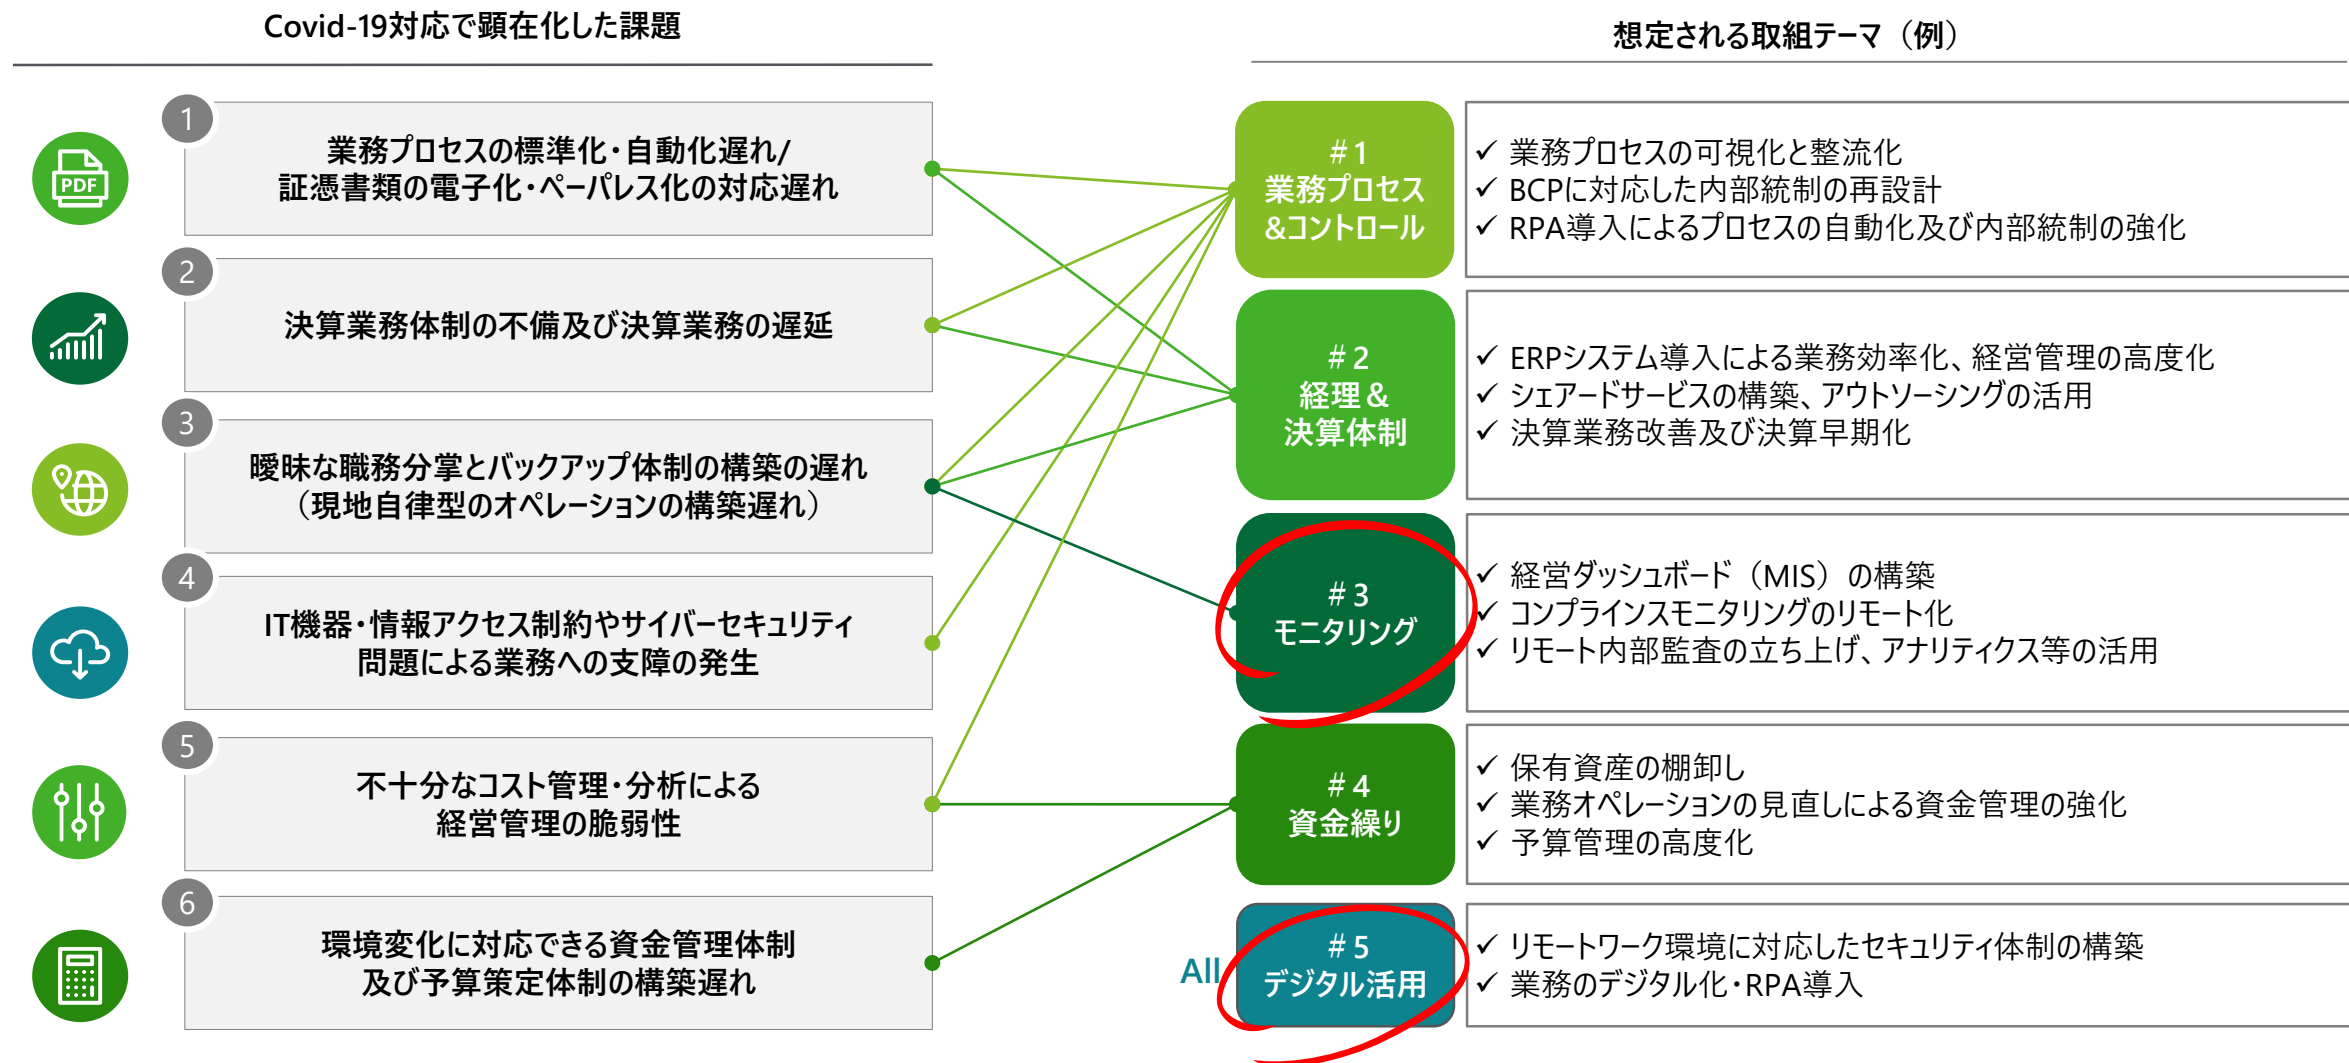 Covid-19対応で顕在化した課題
想定される取組テーマ（例）
PDF
1
業務プロセスの標準化・自動化遅れ/
証憑書類の電子化・ペーパレス化の対応遅れ
2
決算業務体制の不備及び決算業務の遅延
3
曖昧な職務分掌とバックアップ体制の構築の遅れ
（現地自律型のオペレーションの構築遅れ）
4
IT機器・情報アクセス制約やサイバーセキュリティ
問題による業務への支障の発生
5
不十分なコスト管理・分析による
経営管理の脆弱性
6
環境変化に対応できる資金管理体制
及び予算策定体制の構築遅れ
#1
業務プロセス
&コントロール
✓ 業務プロセスの可視化と整流化
✓ BCPに対応した内部統制の再設計
✓ RPA導入によるプロセスの自動化及び内部統制の強化
#2
経理＆
決算体制
✓ ERPシステム導入による業務効率化、経営管理の高度化
✓ シェアードサービスの構築、アウトソーシングの活用
✓ 決算業務改善及び決算早期化
#3
モニタリング
✓ 経営ダッシュボード（MIS）の構築
✓ コンプラインスモニタリングのリモート化
✓ リモート内部監査の立ち上げ、アナリティクス等の活用
#4
資金繰り
✓ 保有資産の棚卸し
✓ 業務オペレーションの見直しによる資金管理の強化
✓ 予算管理の高度化
All
#5
デジタル活用
✓ リモートワーク環境に対応したセキュリティ体制の構築
✓ 業務のデジタル化・RPA導入